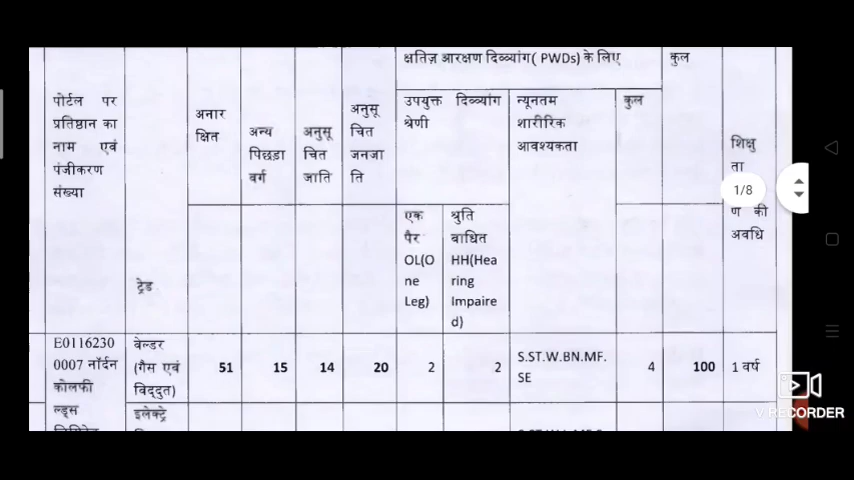 क्षतिज़ आरक्षण दिव्यांग( PWDs) के लिए
कुल
पोर्टल पर
प्रतिष्ठान का
नाम एवं
पंजीकरण
संख्या
ट्रेड
अनार
क्षित
अन्य
पिछड़ा
वर्ग
अनुसू
चित
जाति
अनुसू
चित
जनजा
ति
उपयुक्त दिव्यांग
श्रेणी
एक
पैर
OL(O
ne
Leg)
श्रुति
बाधित
HH(Hea
ring
Impaire
d)
न्यूनतम
शारीरिक
आवश्यकता
कुल
शिक्षु
ता
ण की
अवधि
1/8
E0116230
0007 नॉर्दन
कोलफी
ल्ड्स
वेल्डर
(गैस एवं
विद्दुत)
51
15
14
20
2
2
S.ST.W.BN.MF.
SE
4
100
1 वर्ष
इलेक्ट्रे
V RECORDER